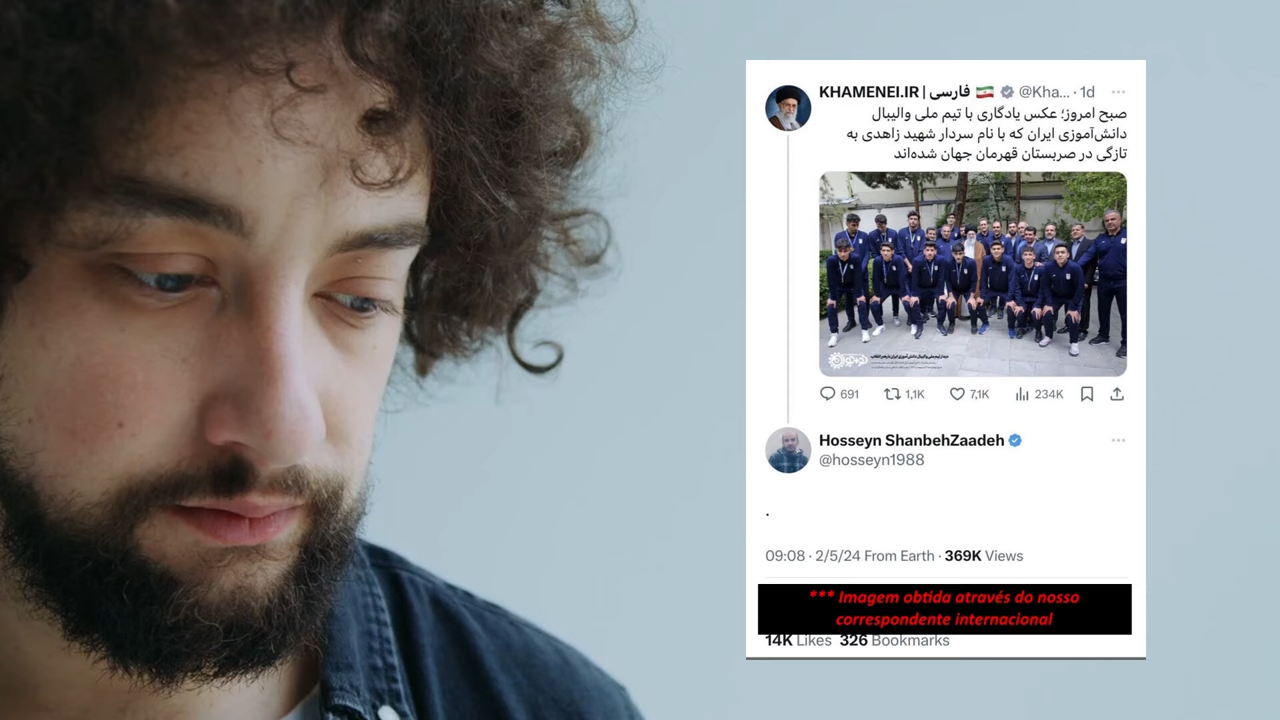 KHAMENEI.IR | فارسی 🇮🇷 @Kha... · 1d
صبح امروز؛ عکس یادگاری با تیم ملی والیبال
دانش‌آموزی ایران که با نام سردار شهید زاهدی به
تازگی در صربستان قهرمان جهان شده‌اند
691 1,1K 7,1K 234K
Hosseyn ShanbehZaadeh
@hosseyn1988
.
09:08 · 2/5/24 From Earth · 369K Views
*** Imagem obtida através do nosso
correspondente internacional
14K Likes 326 Bookmarks